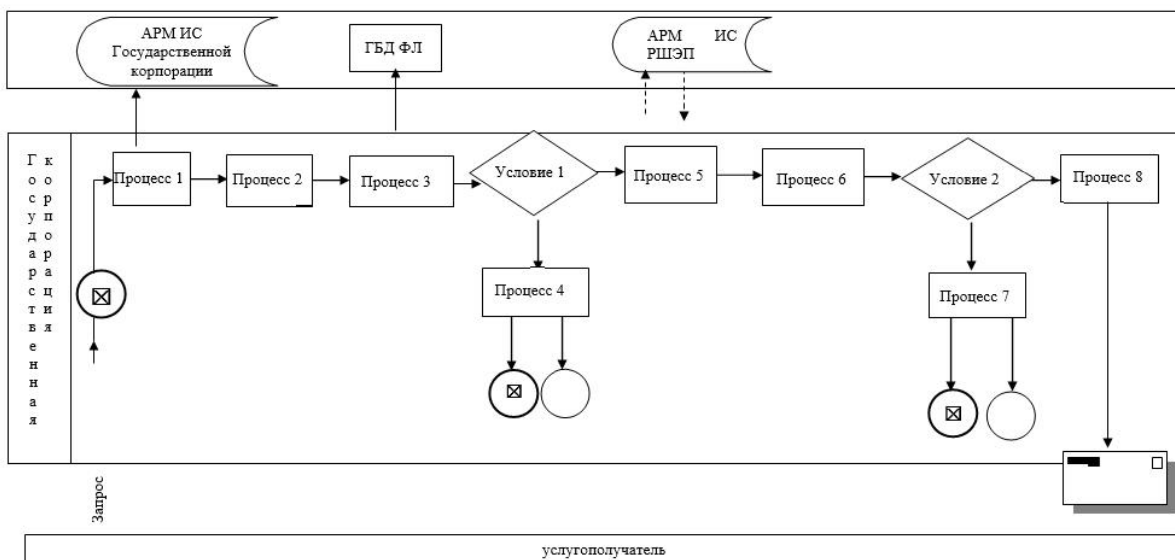 АРМ ИС
Государственной
корпорации
ГБД ФЛ
АРМ ИС
РШЭП
Государственная
корпорация
Процесс 1
Процесс 2
Процесс 3
Условие 1
Процесс 5
Процесс 6
Условие 2
Процесс 8
Процесс 4
Процесс 7
Запрос
услугополучатель